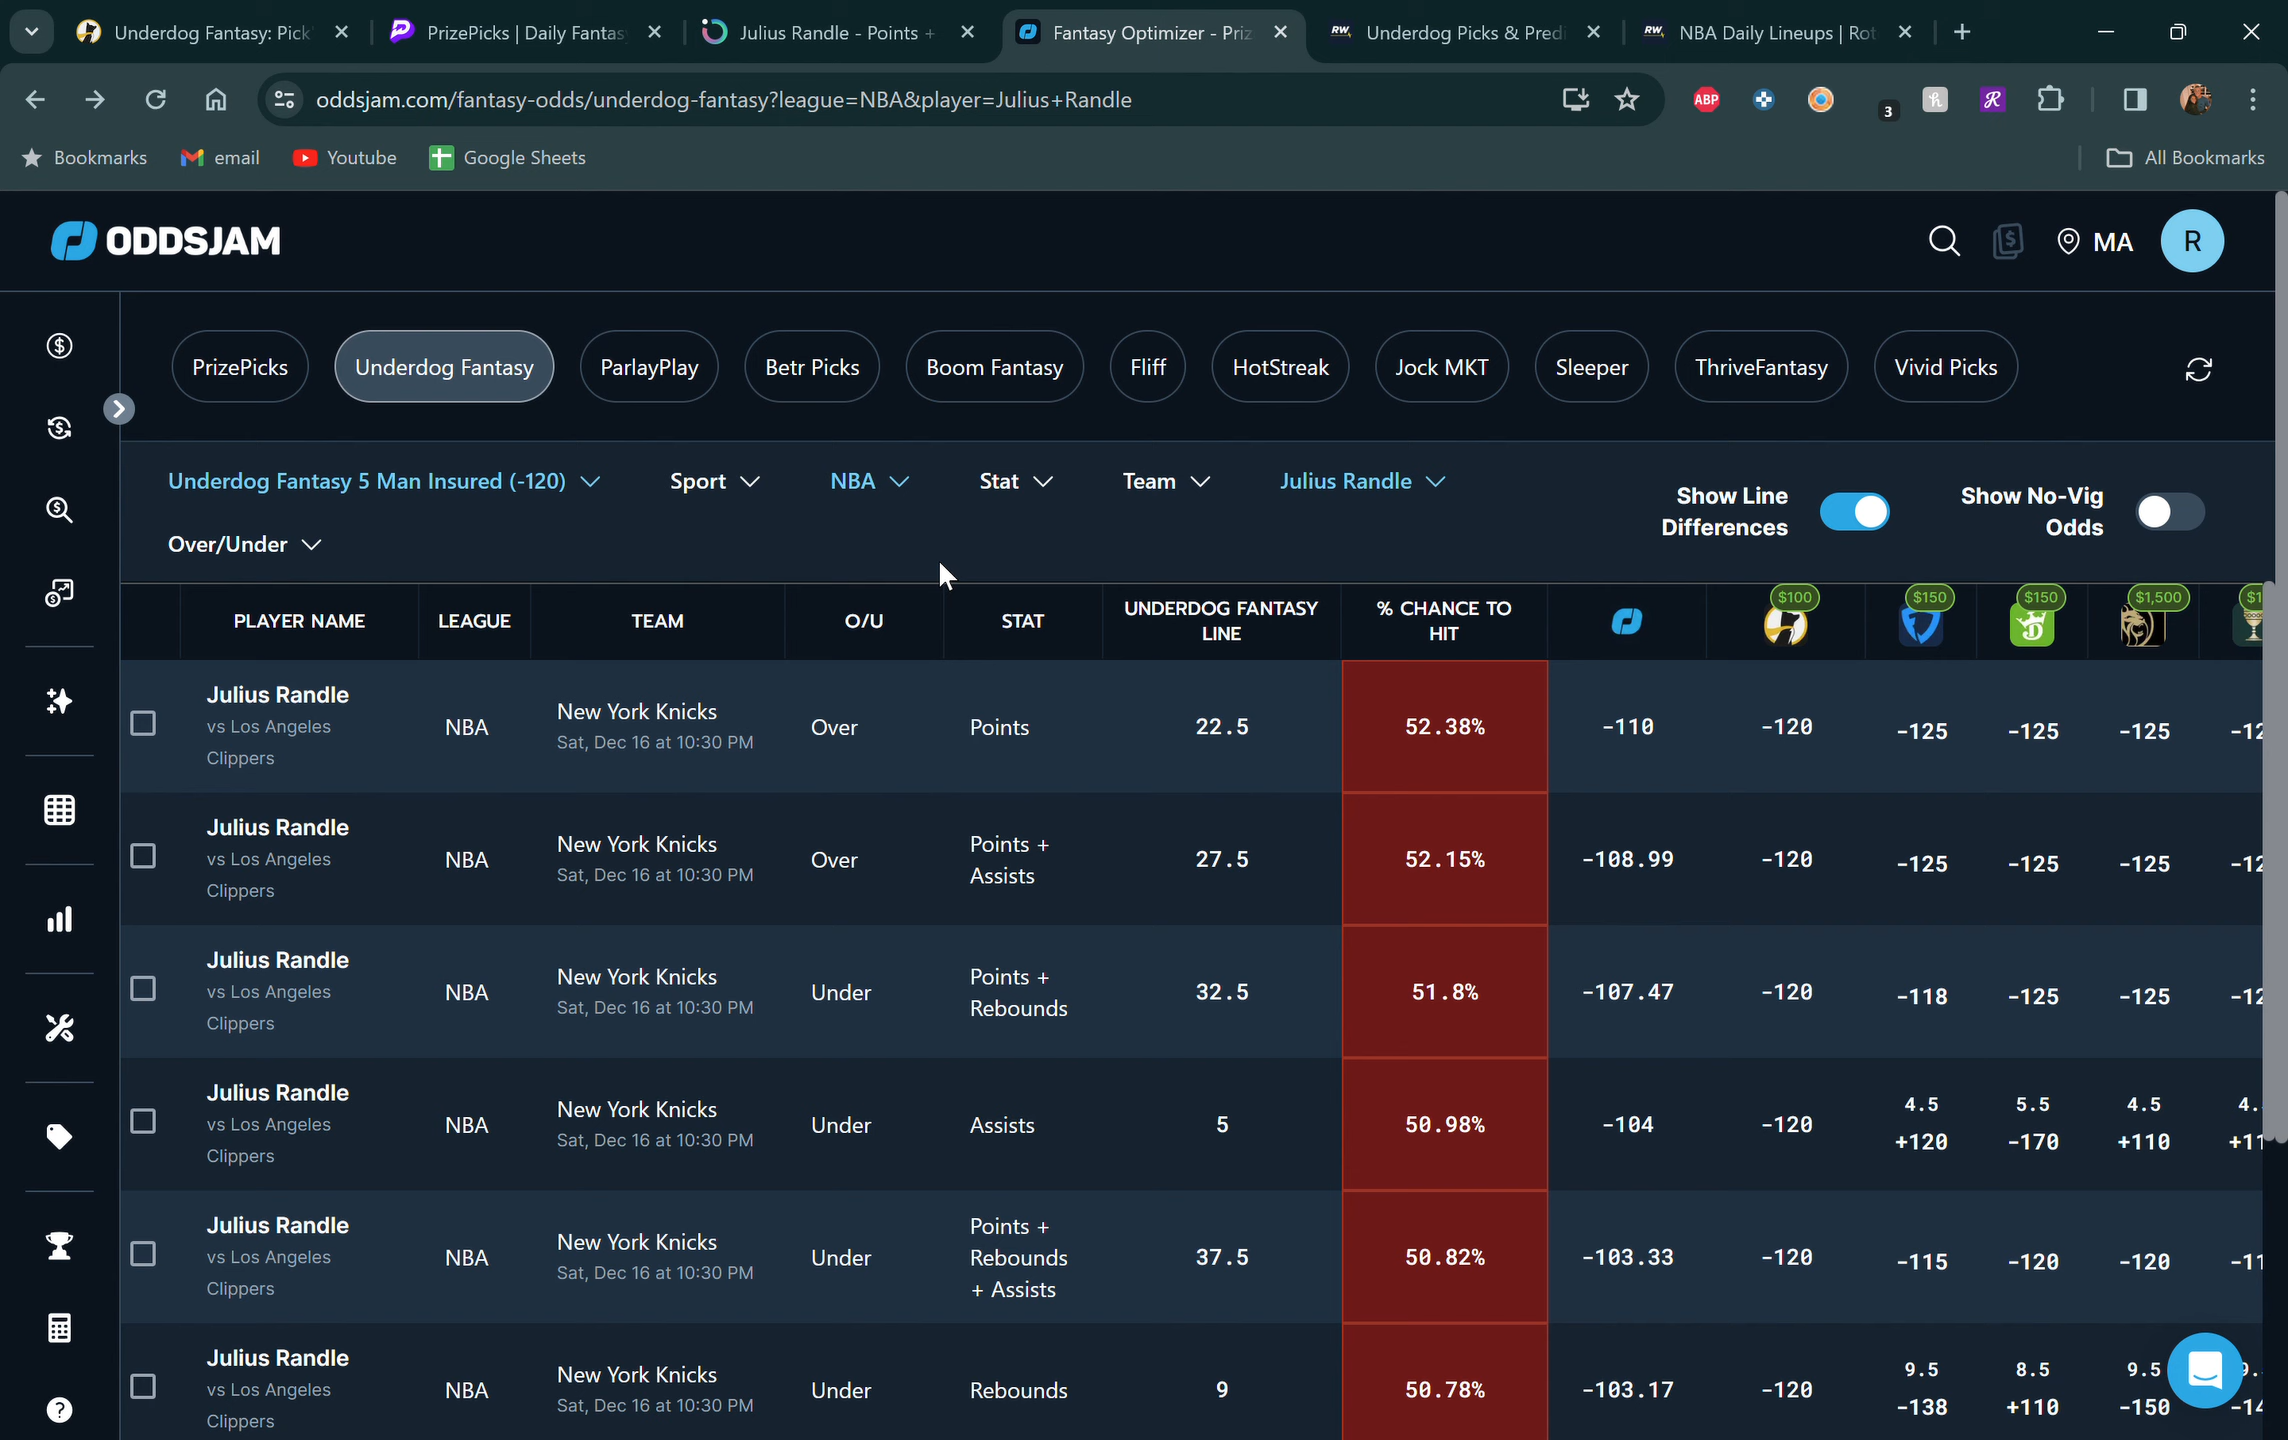 Underdog Fantasy: Pick'
PrizePicks | Daily Fantas
Julius Randle - Points +
Fantasy Optimizer - Priz
Underdog Picks & Predi
NBA Daily Lineups | Rot
oddsjam.com/fantasy-odds/underdog-fantasy?league=NBA&player=Julius+Randle
ABP
3
Bookmarks
email
Youtube
Google Sheets
All Bookmarks
ODDSJAM
MA
R
PrizePicks
Underdog Fantasy
ParlayPlay
Betr Picks
Boom Fantasy
Fliff
HotStreak
Jock MKT
Sleeper
ThriveFantasy
Vivid Picks
Underdog Fantasy 5 Man Insured (-120)
Sport
NBA
Stat
Team
Julius Randle
Over/Under
Show Line
Differences
Show No-Vig
Odds
PLAYER NAME
LEAGUE
TEAM
O/U
STAT
UNDERDOG FANTASY
LINE
% CHANCE TO
HIT
$100
$150
$150
$1,500
Julius Randle
vs Los Angeles
Clippers
NBA
New York Knicks
Sat, Dec 16 at 10:30 PM
Over
Points
22.5
52.38%
-110
-120
-125
-125
-125
Julius Randle
vs Los Angeles
Clippers
NBA
New York Knicks
Sat, Dec 16 at 10:30 PM
Over
Points +
Assists
27.5
52.15%
-108.99
-120
-125
-125
-125
Julius Randle
vs Los Angeles
Clippers
NBA
New York Knicks
Sat, Dec 16 at 10:30 PM
Under
Points +
Rebounds
32.5
51.8%
-107.47
-120
-118
-125
-125
Julius Randle
vs Los Angeles
Clippers
NBA
New York Knicks
Sat, Dec 16 at 10:30 PM
Under
Assists
5
50.98%
-104
-120
4.5
+120
5.5
-170
4.5
+110
Julius Randle
vs Los Angeles
Clippers
NBA
New York Knicks
Sat, Dec 16 at 10:30 PM
Under
Points +
Rebounds
+ Assists
37.5
50.82%
-103.33
-120
-115
-120
-120
Julius Randle
vs Los Angeles
Clippers
NBA
New York Knicks
Sat, Dec 16 at 10:30 PM
Under
Rebounds
9
50.78%
-103.17
-120
9.5
-138
8.5
+110
9.5
-150